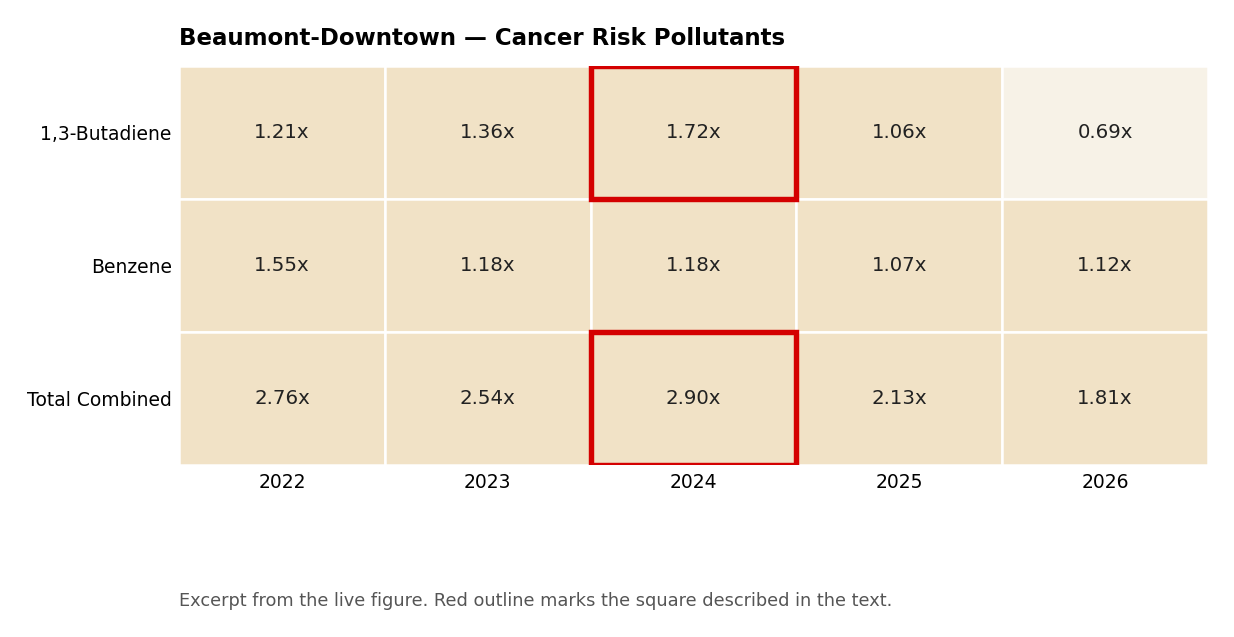 Beaumont-Downtown — Cancer Risk Pollutants
1,3-Butadiene 1.21x 1.36x 1.72x 1.06x 0.69x
Benzene 1.55x 1.18x 1.18x 1.07x 1.12x
Total Combined 2.76x 2.54x 2.90x 2.13x 1.81x
2022 2023 2024 2025 2026
Excerpt from the live figure. Red outline marks the square described in the text.